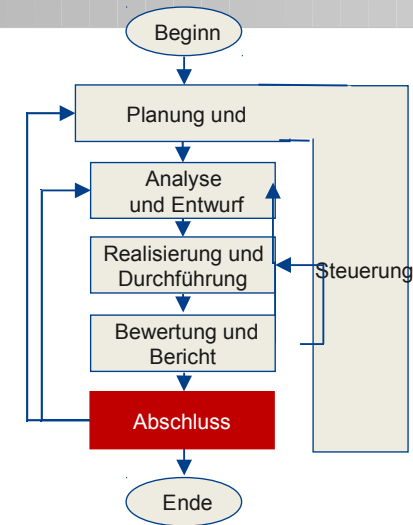 Beginn
Planung und
Analyse
und Entwurf
Realisierung und
Durchführung
Steuerung
Bewertung und
Bericht
Abschluss
Ende